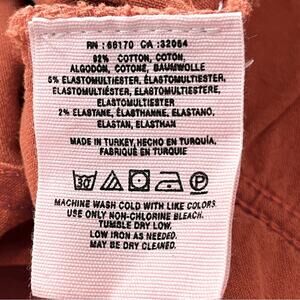 RN : 66170 CA : 32064
92% COTTON, COTON,
ALGODÓN, COTONE, BAUMWOLLE
6% ELASTOMULTIESTER, ÉLASTOMULTIESTER,
ELASTOMULTIÉSTER, ELASTOMULTIESTERE,
ELASTOMULTIESTER
2% ELASTANE, ÉLASTHANNE, ELASTANO,
ELASTAN, ELASTHAN
MADE IN TURKEY, HECHO EN TURQUÍA,
FABRIQUÉ EN TURQUIE
30 P
MACHINE WASH COLD WITH LIKE COLORS.
USE ONLY NON-CHLORINE BLEACH.
TUMBLE DRY LOW.
LOW IRON AS NEEDED.
MAY BE DRY CLEANED.